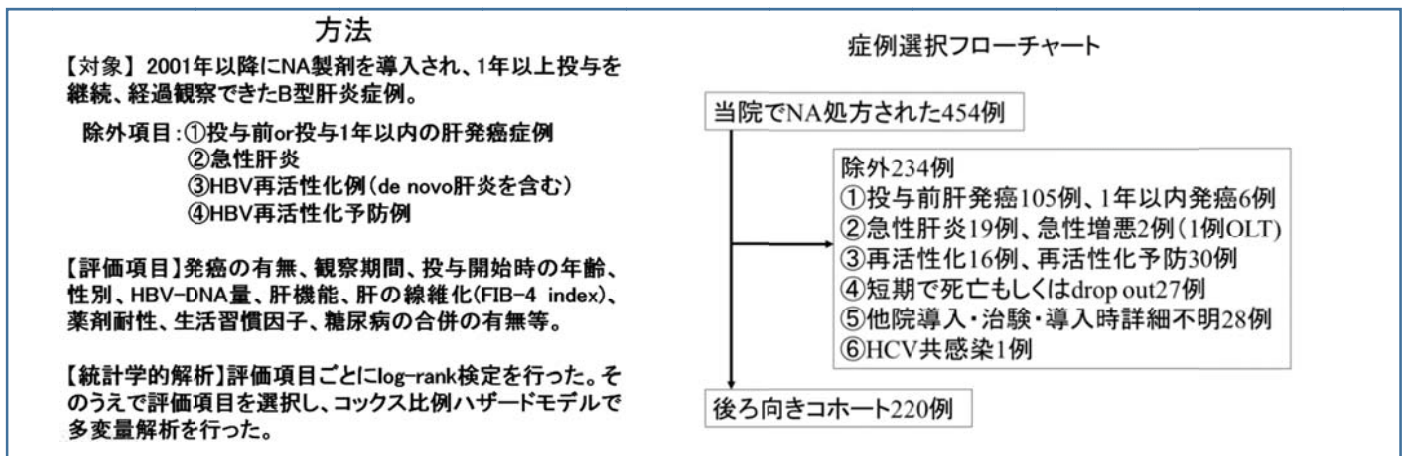 方法
【対象】 2001年以降にNA製剤を導入され、1年以上投与を
継続、経過観察できたB型肝炎症例。
除外項目：①投与前or投与1年以内の肝発癌症例
②急性肝炎
③HBV再活性化例(de novo肝炎を含む)
④HBV再活性化予防例
【評価項目】発癌の有無、観察期間、投与開始時の年齢、
性別、HBV-DNA量、肝機能、肝の線維化(FIB-4 index)、
薬剤耐性、生活習慣因子、糖尿病の合併の有無等。
【統計学的解析】評価項目ごとにlog-rank検定を行った。そ
のうえで評価項目を選択し、コックス比例ハザードモデルで
多変量解析を行った。
症例選択フローチャート
当院でNA処方された454例
除外234例
①投与前肝発癌105例、1年以内発癌6例
②急性肝炎19例、急性増悪2例(1例OLT)
③再活性化16例、再活性化予防30例
④短期で死亡もしくはdrop out27例
⑤他院導入・治験・導入時詳細不明28例
⑥HCV共感染1例
後ろ向きコホート220例